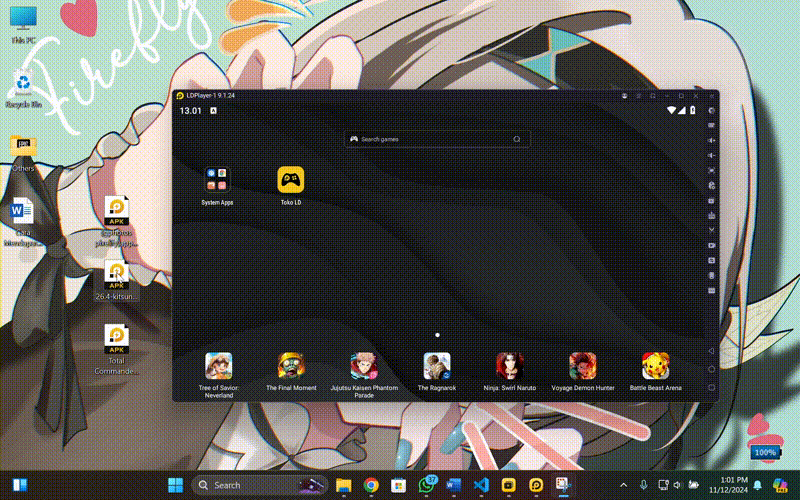 Firefly
This PC
Recycle Bin
Others
APK
26.4-kitsun...
APK
APK
Total
Commande...
LDPlayer-1 9.1.24
13.01
A
Search games
System Apps
Toko LD
Tree of Savior:
Neverland
The Final Moment
Jujutsu Kaisen Phantom
Parade
The Ragnarok
Ninja: Swirl Naruto
Voyage Demon Hunter
Battle Beast Arena
100%
Search
37
1:01 PM
11/12/2024